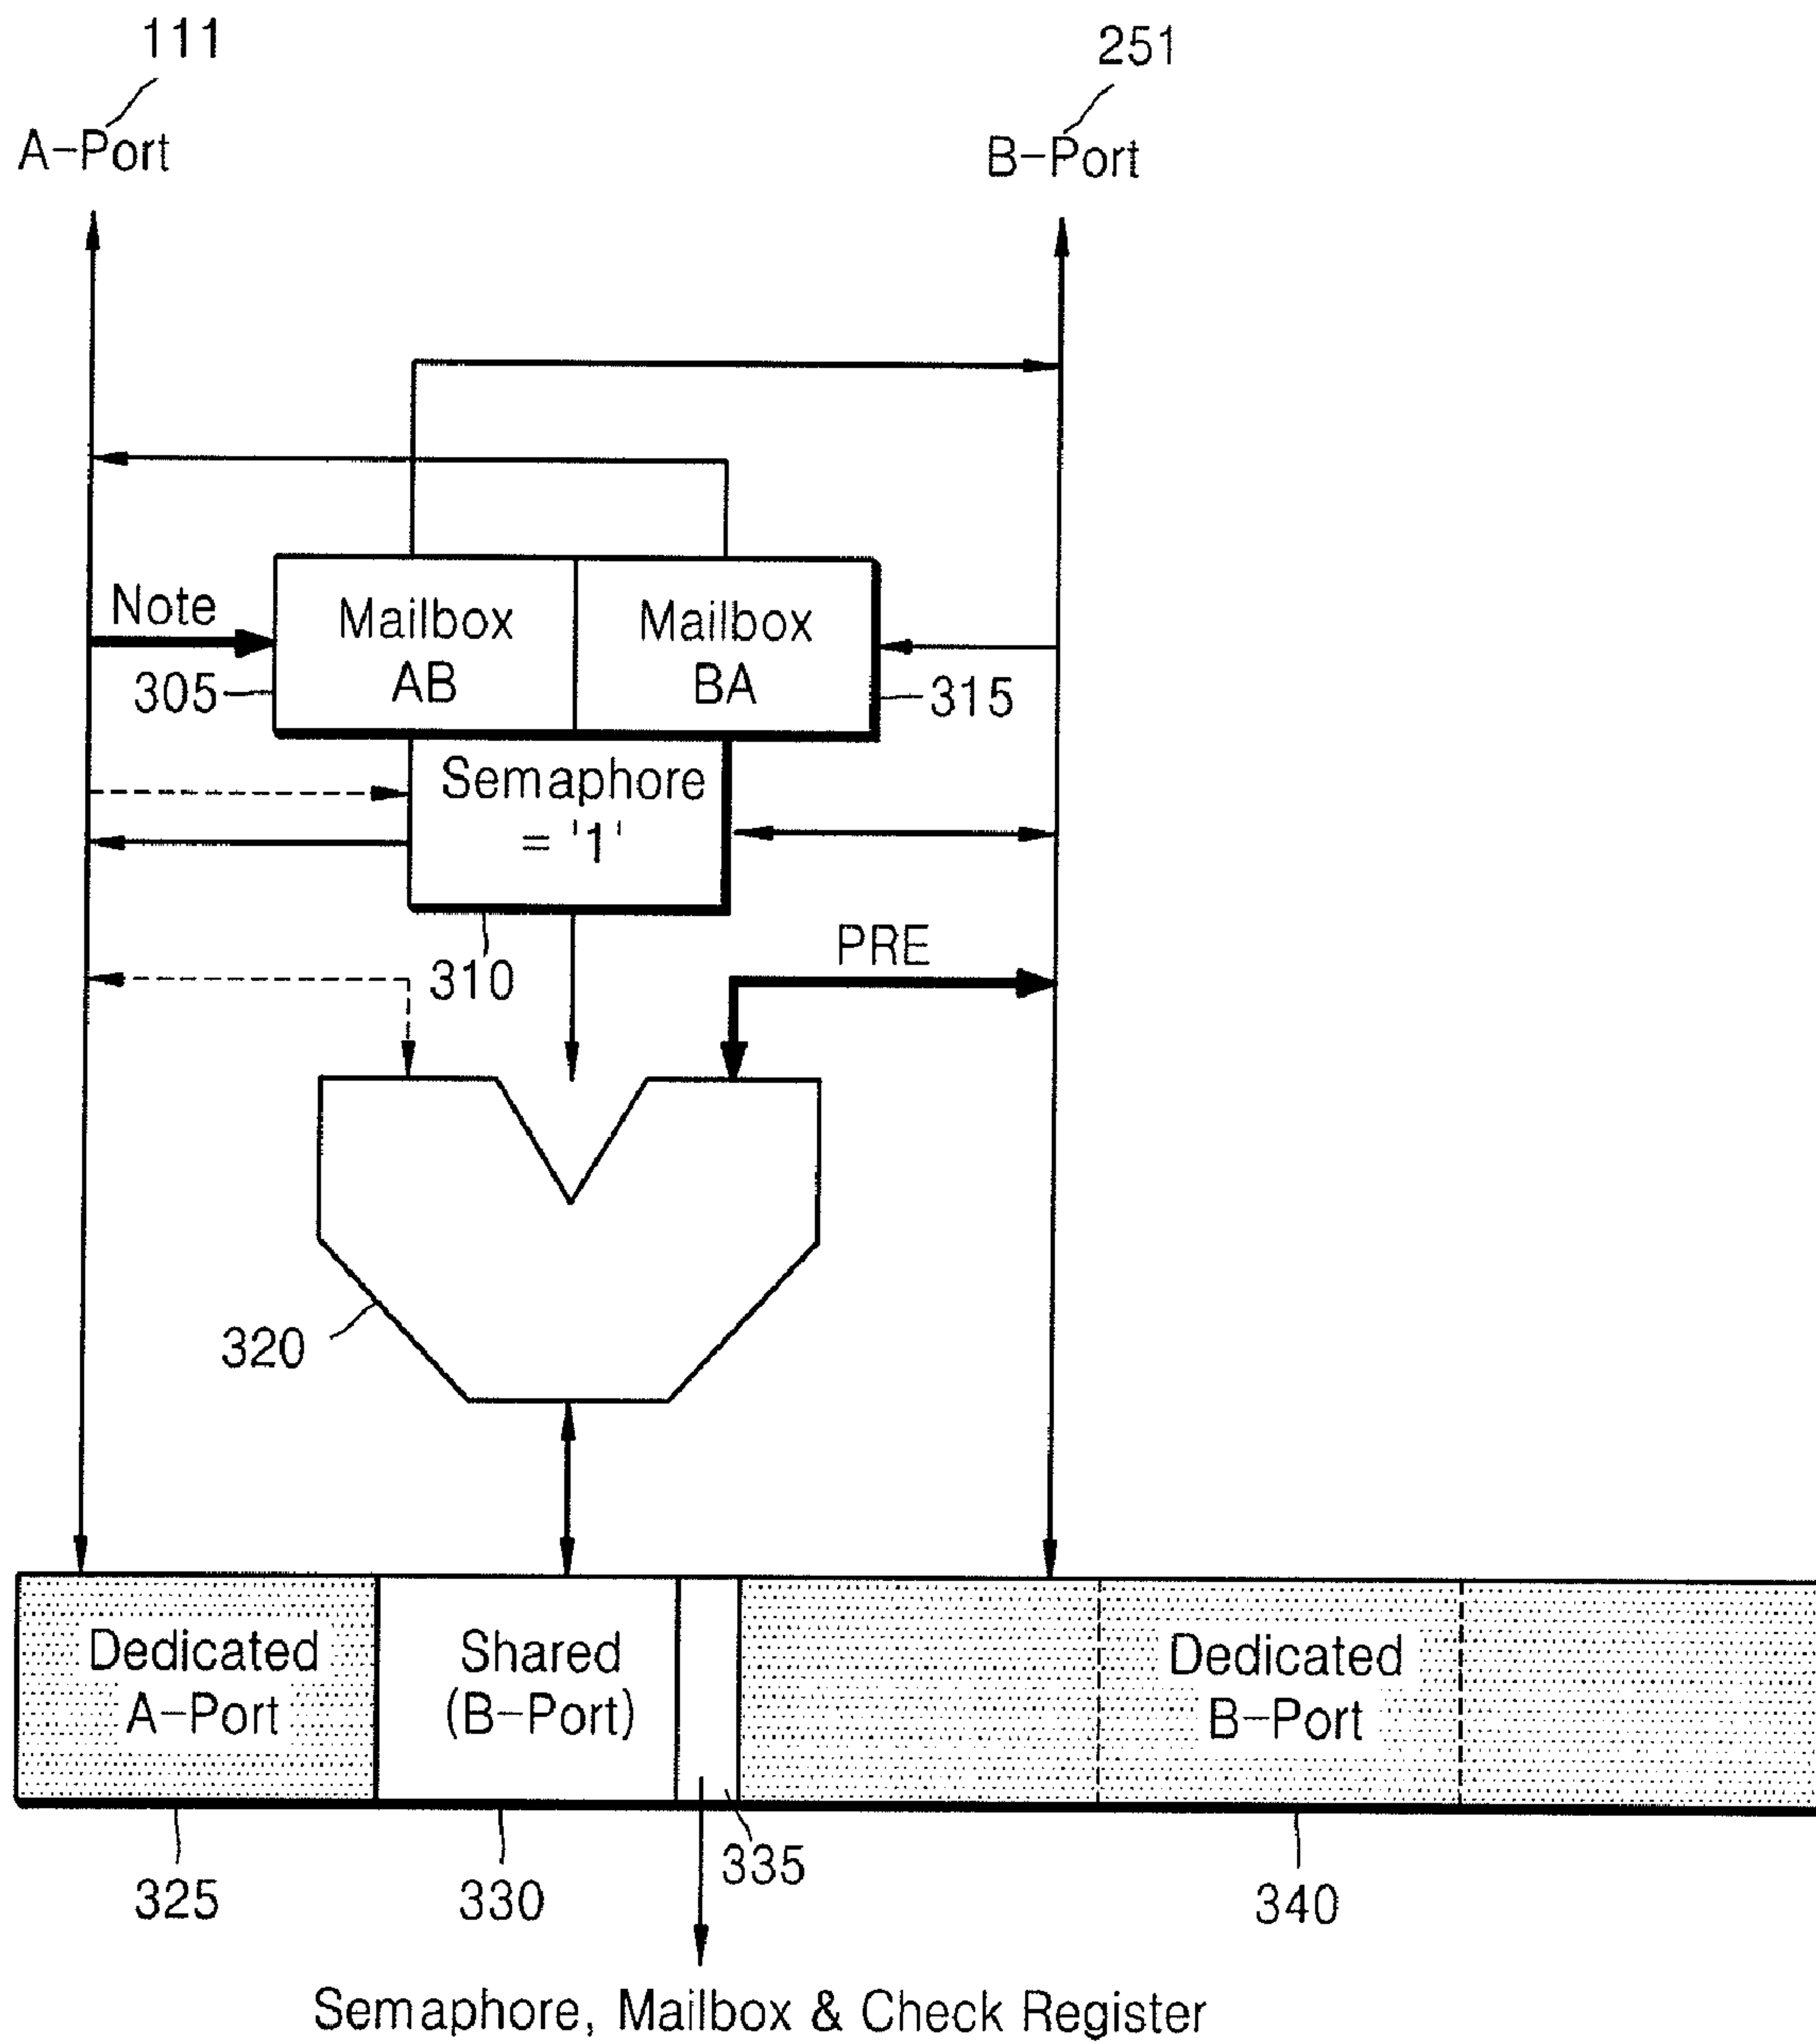 111
251
A-Port
B-Port
Note
Mailbox
AB
Mailbox
BA
305
315
Semaphore
= '1'
310
PRE
320
Dedicated
A-Port
Shared
(B-Port)
Dedicated
B-Port
325
330
335
340
Semaphore, Mailbox & Check Register